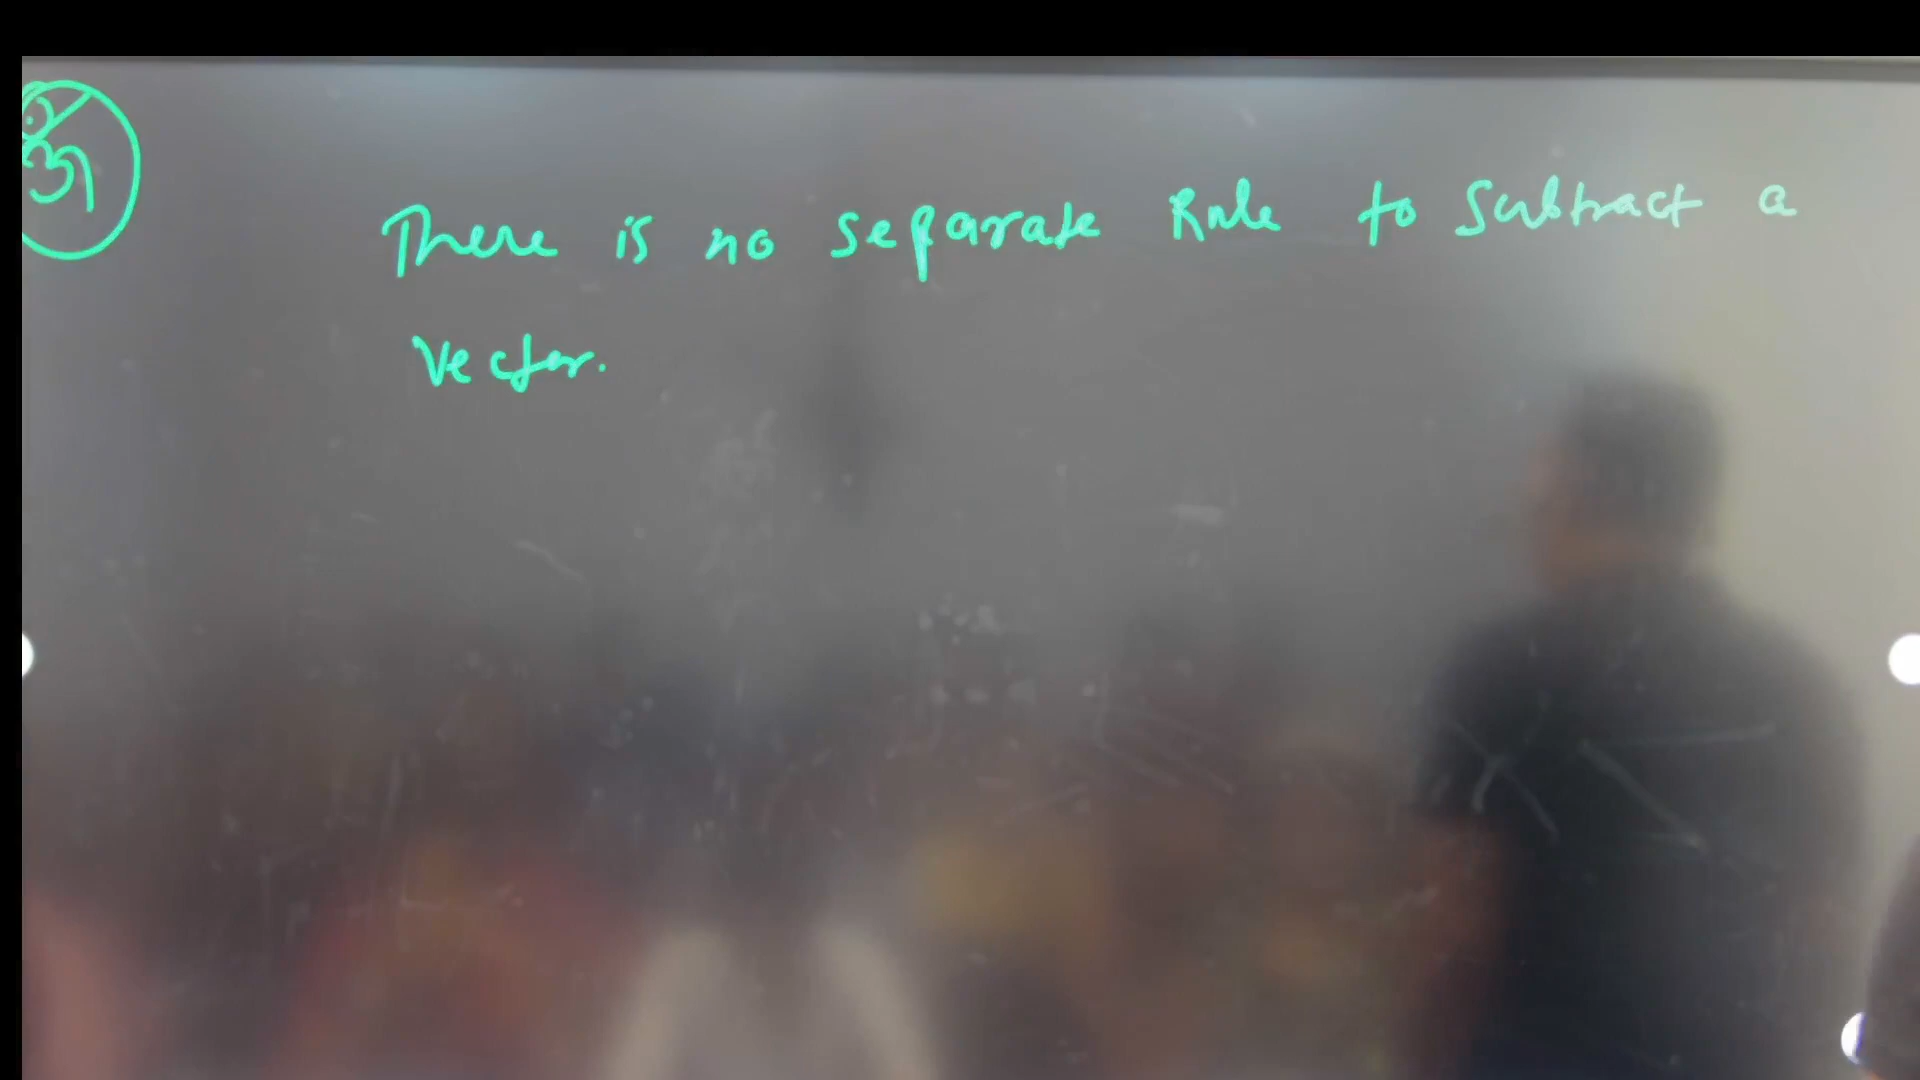 There is no separate Rule to Subtract a
Vector.